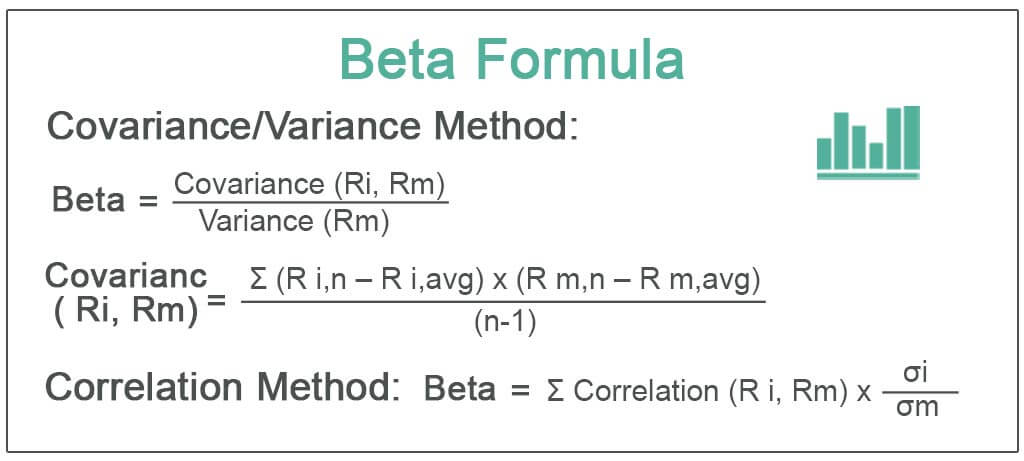 Beta Formula
Covariance/Variance Method:
Beta = Covariance (Ri, Rm)
Variance (Rm)
Covarianc
( Ri, Rm) = Σ (R i,n – R i,avg) x (R m,n – R m,avg)
(n-1)
Correlation Method: Beta = Σ Correlation (R i, Rm) x σi
σm